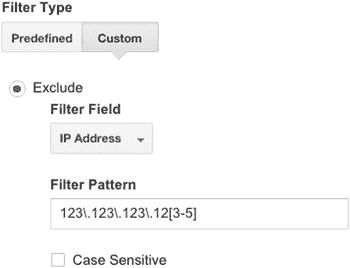 Filter Type
Predefined Custom
Exclude
Filter Field
IP Address
Filter Pattern
123\.123\.123\.12[3-5]
Case Sensitive